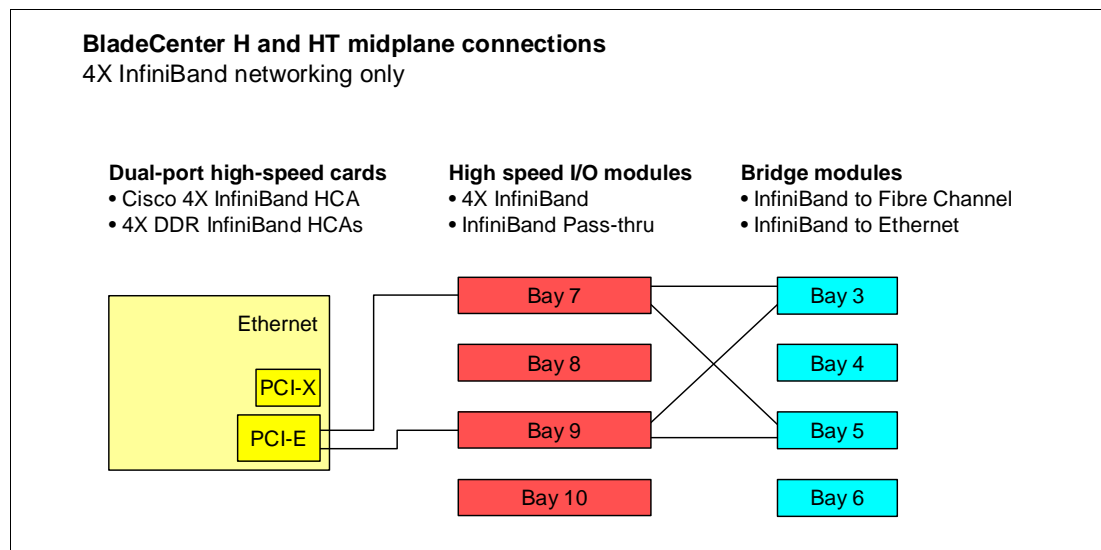 BladeCenter H and HT midplane connections
4X InfiniBand networking only
Dual-port high-speed cards
• Cisco 4X InfiniBand HCA
• 4X DDR InfiniBand HCAs
High speed I/O modules
• 4X InfiniBand
• InfiniBand Pass-thru
Bridge modules
• InfiniBand to Fibre Channel
• InfiniBand to Ethernet
Ethernet
PCI-X
PCI-E
Bay 7
Bay 8
Bay 9
Bay 10
Bay 3
Bay 4
Bay 5
Bay 6